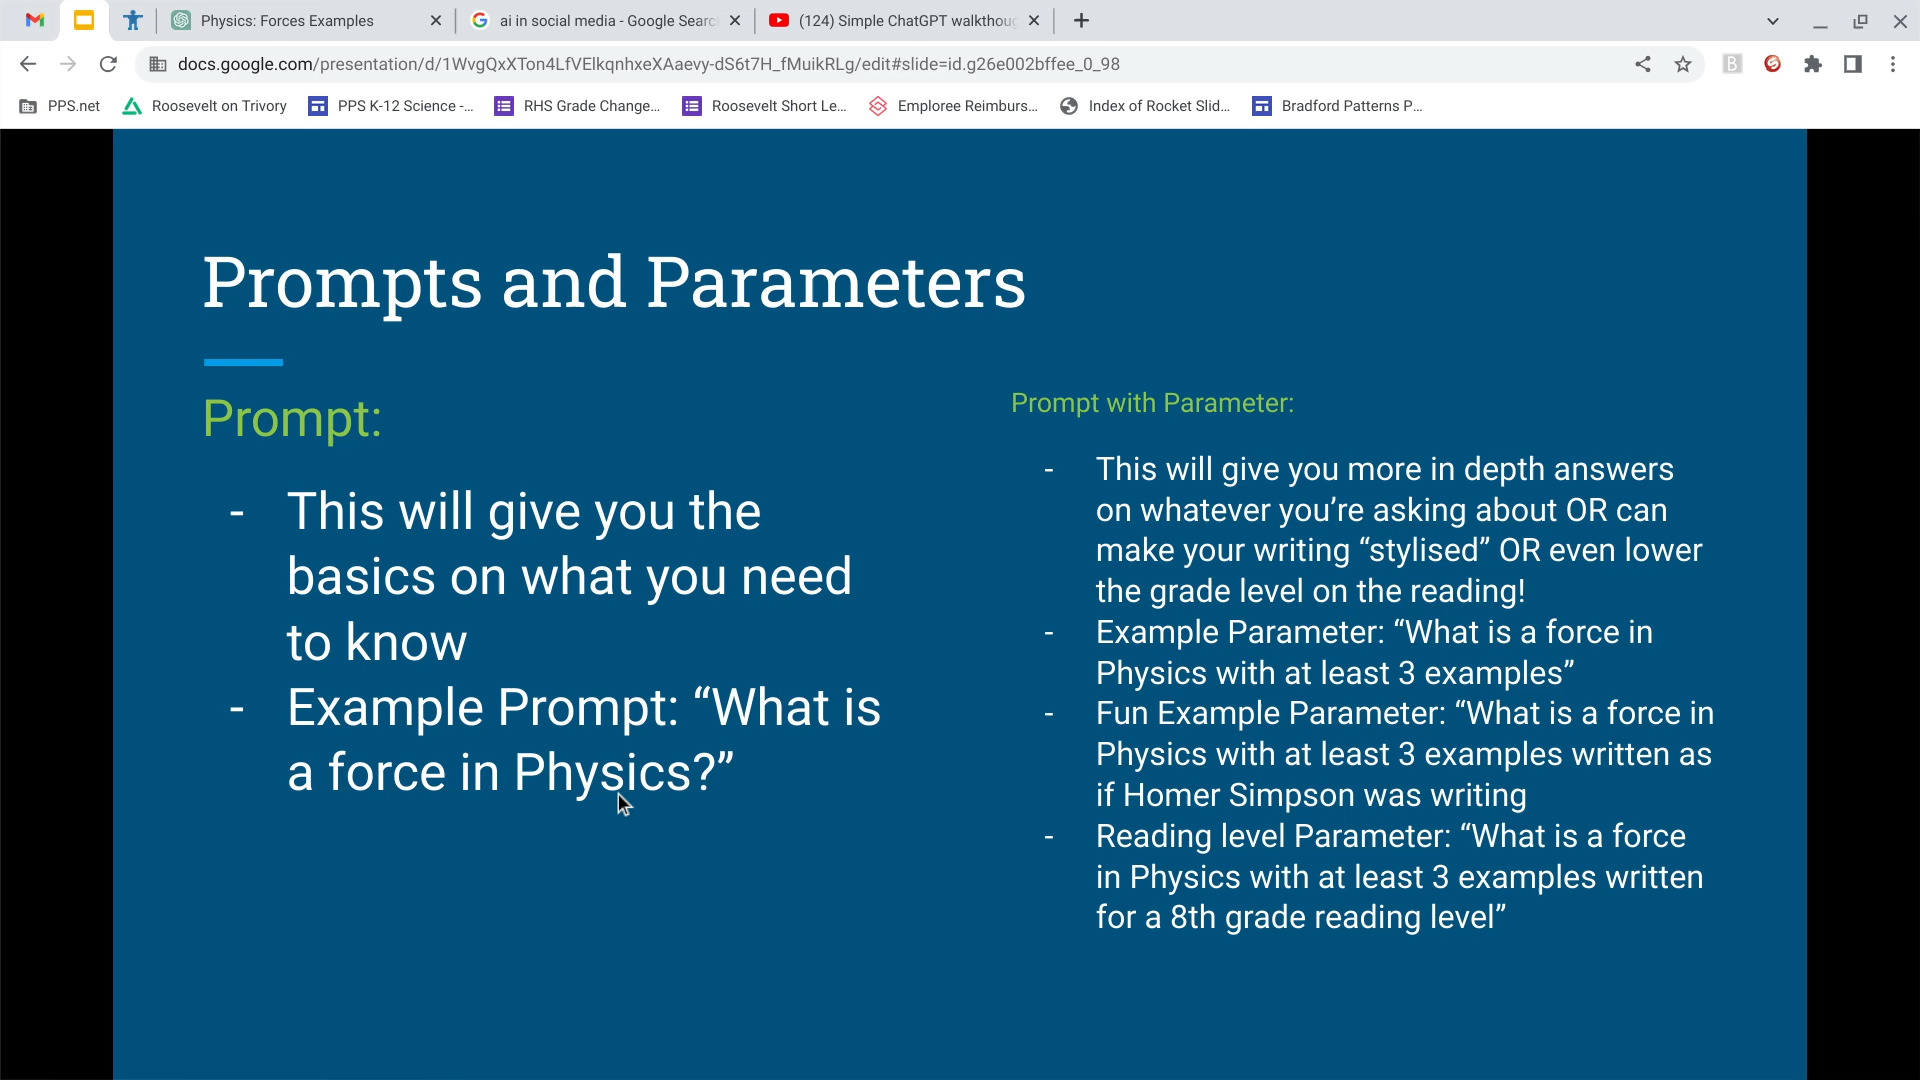 Physics: Forces Examples
ai in social media - Google Searc
(124) Simple ChatGPT walkthoug
docs.google.com/presentation/d/1WvgQxXTon4LfVElkqnhxeXAaevy-dS6t7H_fMuikRLg/edit#slide=id.g26e002bffee_0_98
PPS.net
Roosevelt on Trivory
PPS K-12 Science -...
RHS Grade Change...
Roosevelt Short Le...
Emploree Reimburs...
Index of Rocket Slid...
Bradford Patterns P...
Prompts and Parameters
Prompt:
- This will give you the
basics on what you need
to know
- Example Prompt: “What is
a force in Physics?”
Prompt with Parameter:
- This will give you more in depth answers
on whatever you’re asking about OR can
make your writing “stylised” OR even lower
the grade level on the reading!
- Example Parameter: “What is a force in
Physics with at least 3 examples”
- Fun Example Parameter: “What is a force in
Physics with at least 3 examples written as
if Homer Simpson was writing
- Reading level Parameter: “What is a force
in Physics with at least 3 examples written
for a 8th grade reading level”